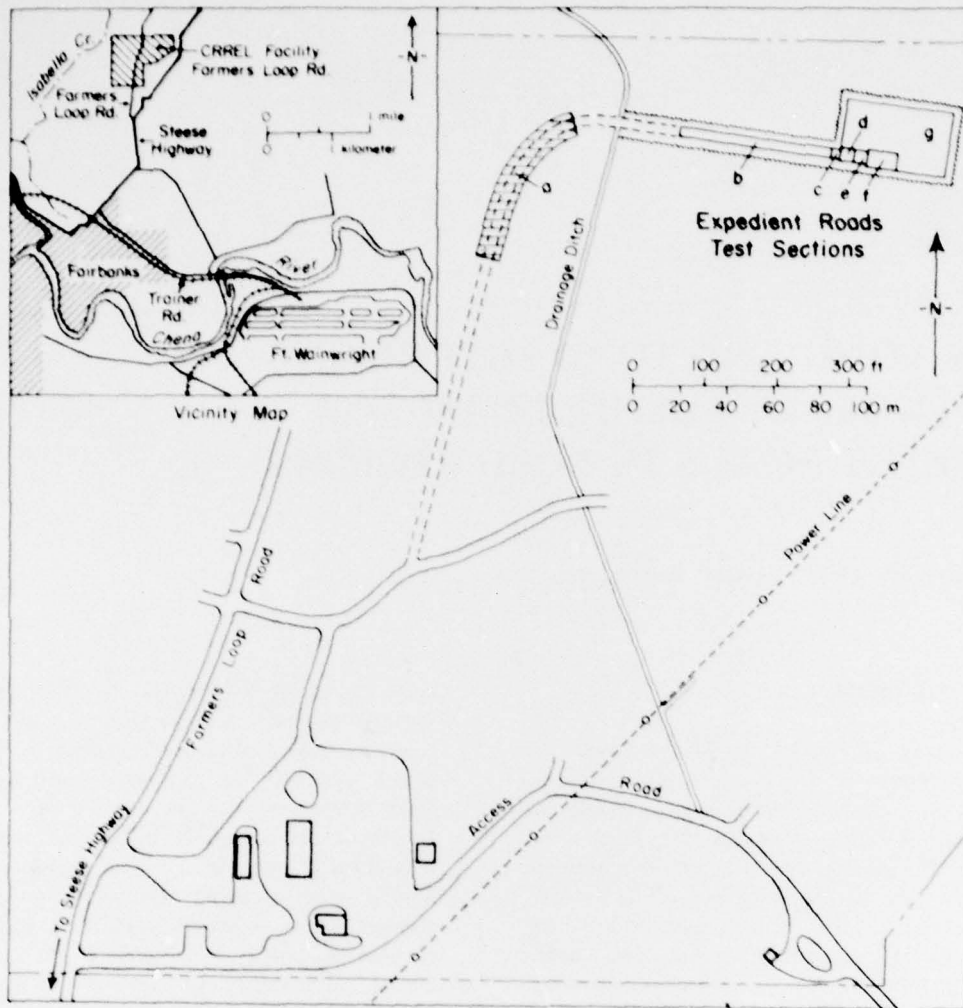 Isabella Cr.
CRREL Facility
Farmers Loop Rd.
-N-
Farmers
Loop Rd.
Steese
Highway
0 1 mile
0 1 kilometer
Fairbanks
Trainer
Rd.
River
Chena
Ft. Wainwright
Vicinity Map
a
b
c
d
e
f
g
Expedient Roads
Test Sections
-N-
Drainage Ditch
0 100 200 300 ft
0 20 40 60 80 100 m
Power Line
Road
Farmers Loop
Access Road
To Steese Highway